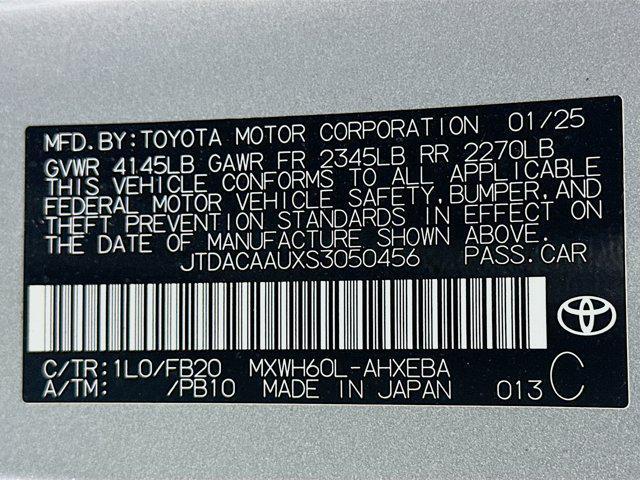 MFD.BY:TOYOTA MOTOR CORPORATION 01/25
GVWR 4145LB GAWR FR 2345LB RR 2270LB
THIS VEHICLE CONFORMS TO ALL APPLICABLE
FEDERAL MOTOR VEHICLE SAFETY,BUMPER,AND
THEFT PREVENTION STANDARDS IN EFFECT ON
THE DATE OF MANUFACTURE SHOWN ABOVE.
JTDACAAUXS3050456 PASS.CAR
C/TR:1L0/FB20 MXWH60L-AHXEBA
A/TM: /PB10 MADE IN JAPAN 013 C